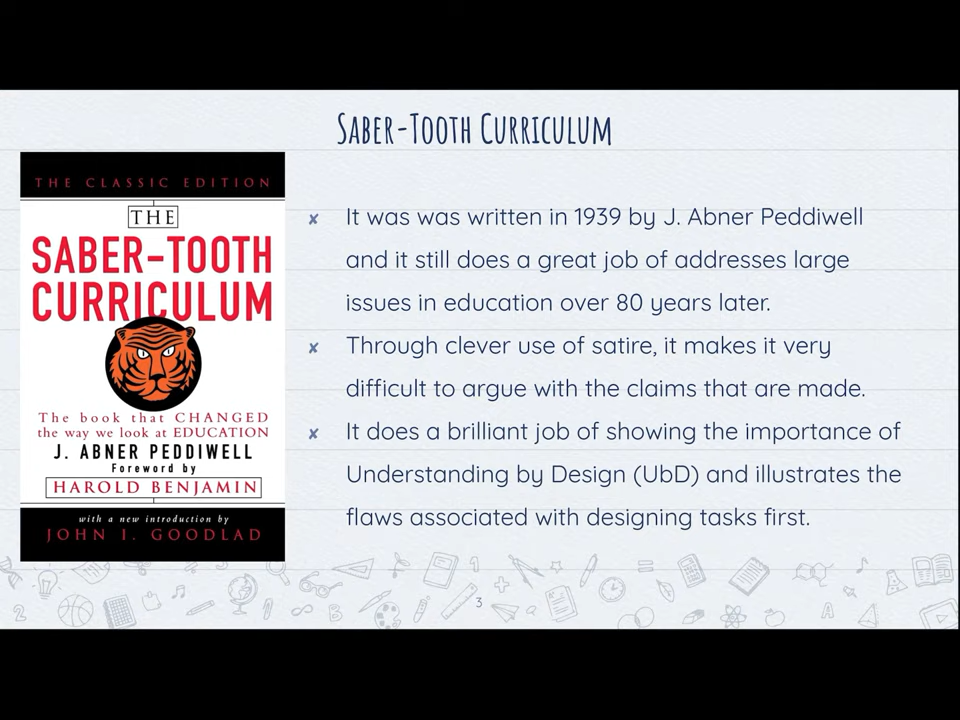 SABER-TOOTH CURRICULUM
THE CLASSIC EDITION
THE
SABER-TOOTH
CURRICULUM
The book that CHANGED
the way we look at EDUCATION
J. ABNER PEDDIWELL
Foreword by
HAROLD BENJAMIN
with a new introduction by
JOHN I. GOODLAD
✘ It was was written in 1939 by J. Abner Peddiwell
and it still does a great job of addresses large
issues in education over 80 years later.
✘ Through clever use of satire, it makes it very
difficult to argue with the claims that are made.
✘ It does a brilliant job of showing the importance of
Understanding by Design (UbD) and illustrates the
flaws associated with designing tasks first.
3